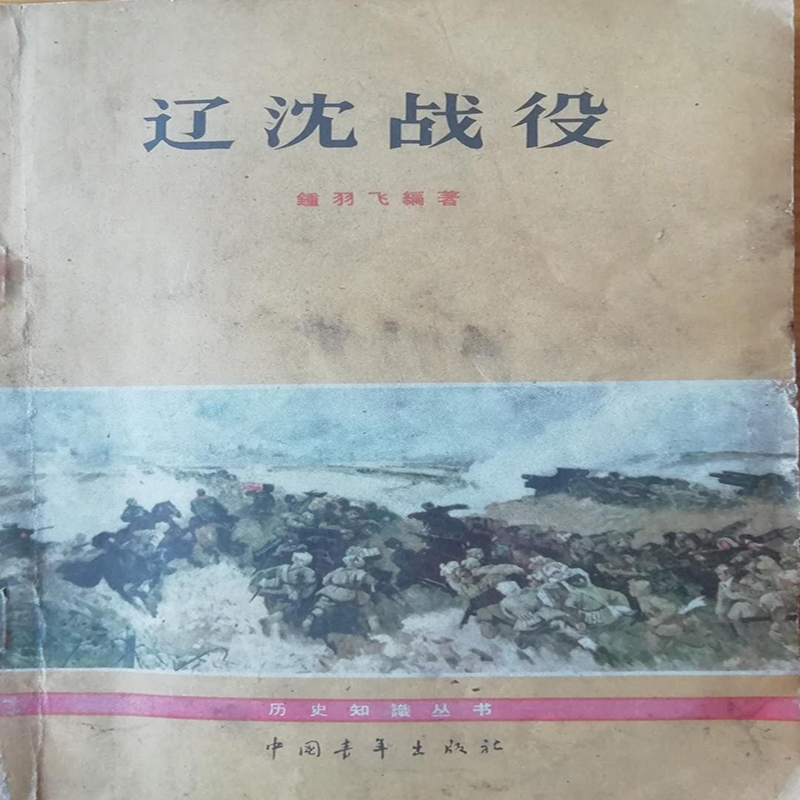 辽沈战役
鍾羽飞編著
历史知識丛书
中国青年出版社